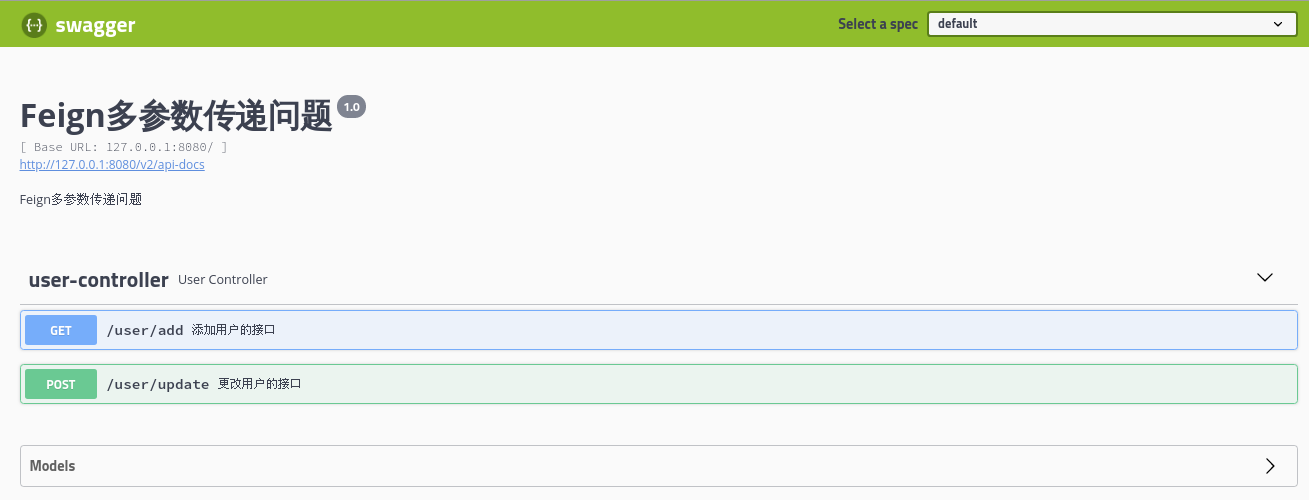 {···} swagger
Select a spec default
Feign多参数传递问题 1.0
[ Base URL: 127.0.0.1:8080/ ]
http://127.0.0.1:8080/v2/api-docs
Feign多参数传递问题
user-controller User Controller
GET /user/add 添加用户的接口
POST /user/update 更改用户的接口
Models